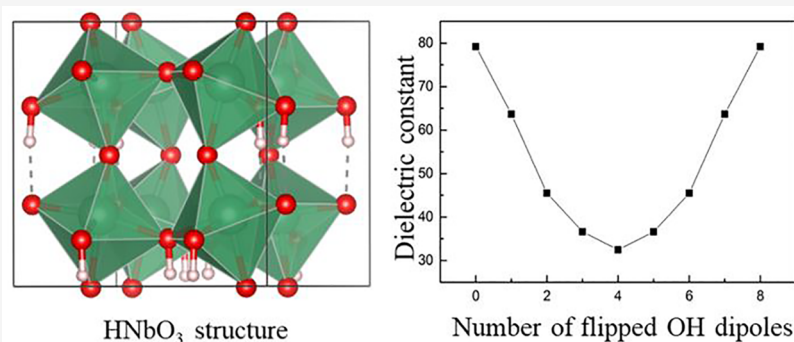 HNbO₃ structure
Dielectric constant
80
70
60
50
40
30
0 2 4 6 8
Number of flipped OH dipoles